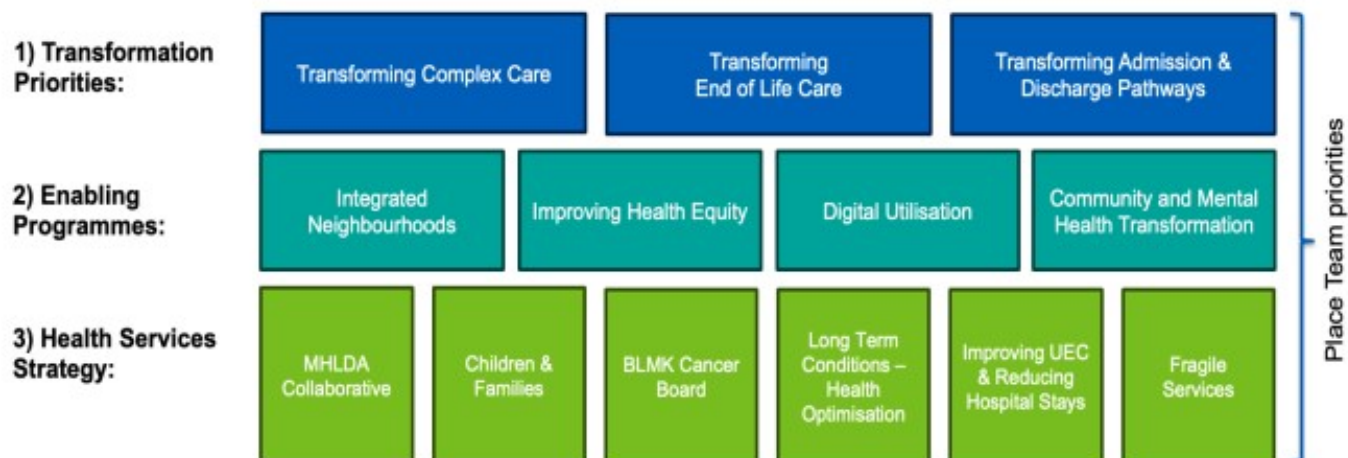 1) Transformation
Priorities:
Transforming Complex Care
Transforming
End of Life Care
Transforming Admission &
Discharge Pathways
2) Enabling
Programmes:
Integrated
Neighbourhoods
Improving Health Equity
Digital Utilisation
Community and Mental
Health Transformation
3) Health Services
Strategy:
MHLDA
Collaborative
Children &
Families
BLMK Cancer
Board
Long Term
Conditions –
Health
Optimisation
Improving UEC
& Reducing
Hospital Stays
Fragile
Services
Place Team priorities